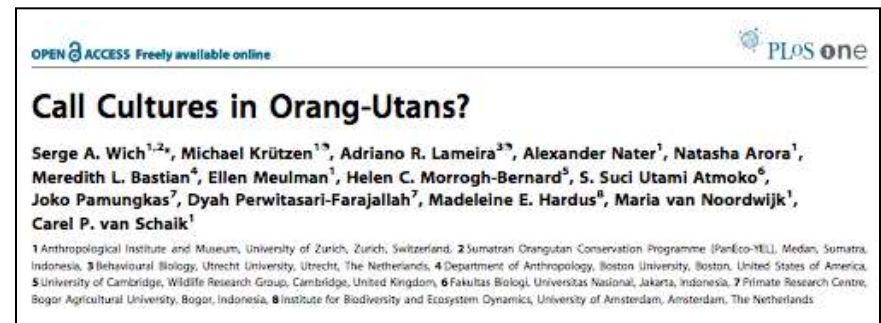 OPEN ACCESS Freely available online
PLoS one
Call Cultures in Orang-Utans?
Serge A. Wich1,2*, Michael Krützen1⁹, Adriano R. Lameira3⁹, Alexander Nater1, Natasha Arora1,
Meredith L. Bastian4, Ellen Meulman1, Helen C. Morrogh-Bernard5, S. Suci Utami Atmoko6,
Joko Pamungkas7, Dyah Perwitasari-Farajallah7, Madeleine E. Hardus8, Maria van Noordwijk1,
Carel P. van Schaik1
1 Anthropological Institute and Museum, University of Zurich, Zurich, Switzerland, 2 Sumatran Orangutan Conservation Programme (PanEco-YEL), Medan, Sumatra,
Indonesia, 3 Behavioural Biology, Utrecht University, Utrecht, The Netherlands, 4 Department of Anthropology, Boston University, Boston, United States of America,
5 University of Cambridge, Wildlife Research Group, Cambridge, United Kingdom, 6 Fakultas Biologi, Universitas Nasional, Jakarta, Indonesia, 7 Primate Research Centre,
Bogor Agricultural University, Bogor, Indonesia, 8 Institute for Biodiversity and Ecosystem Dynamics, University of Amsterdam, Amsterdam, The Netherlands